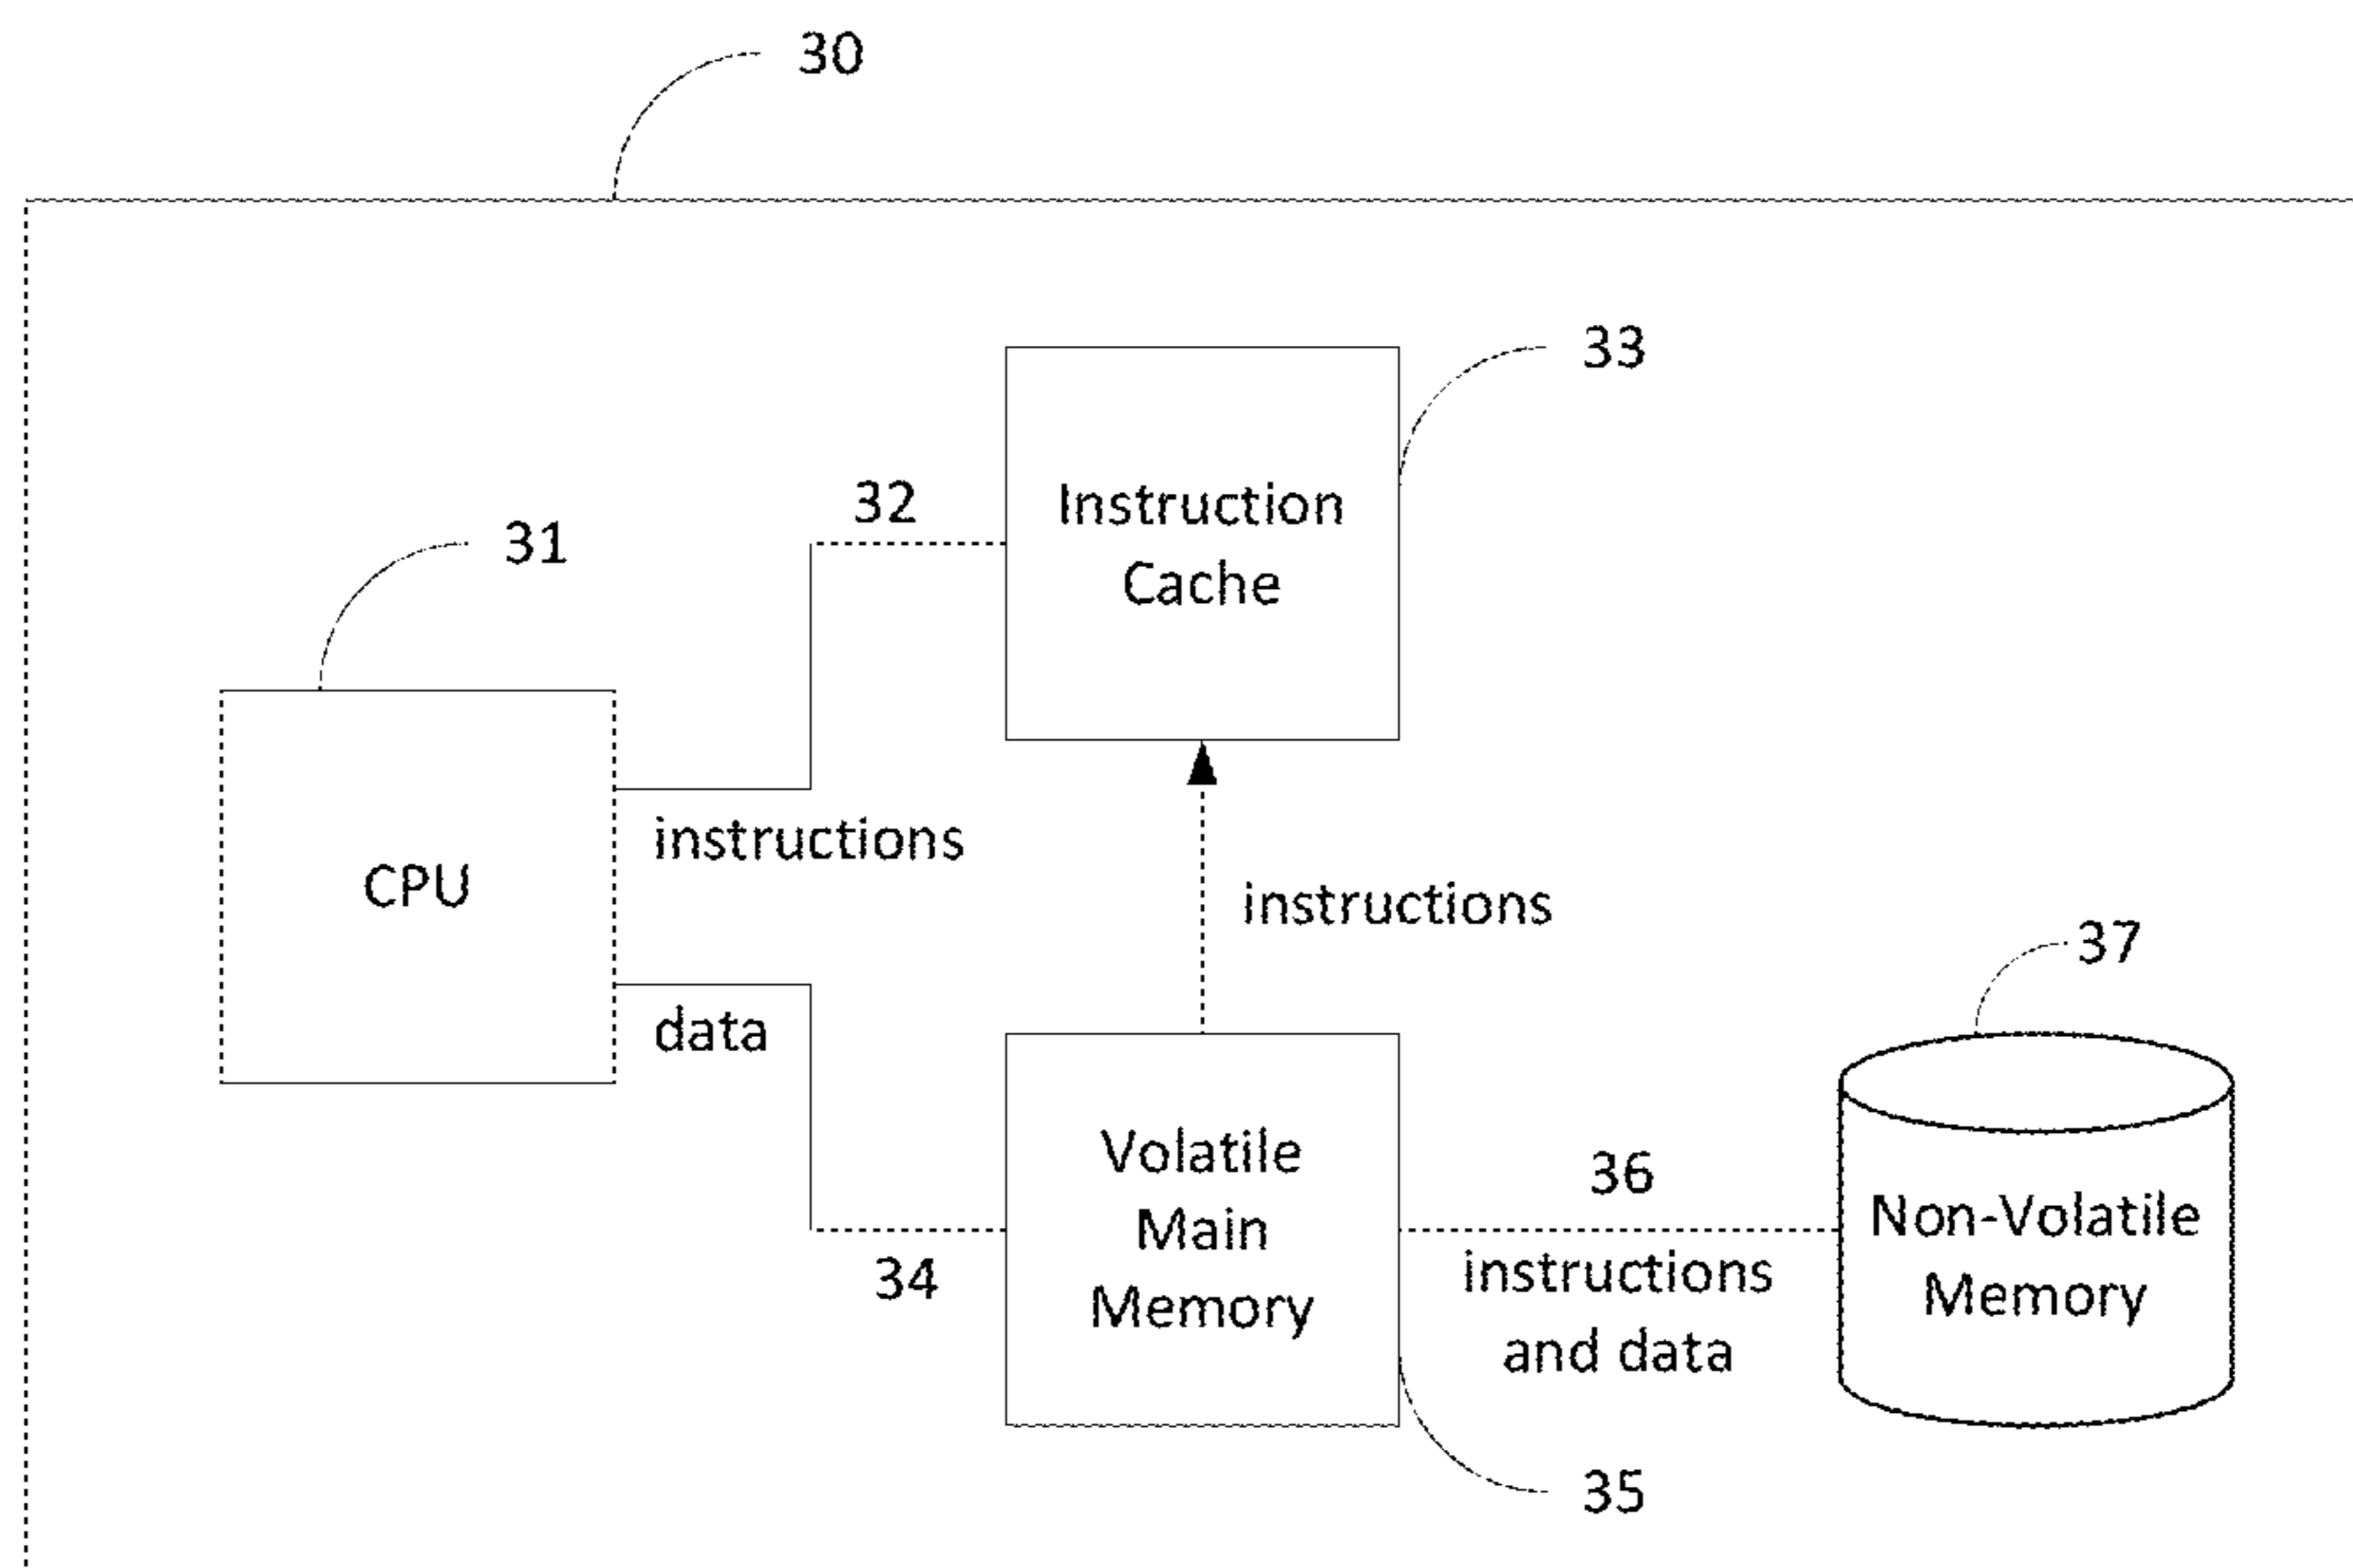 30
33
32
Instruction
Cache
31
instructions
CPU
instructions
37
data
Volatile
Main
Memory
34
36
instructions
and data
Non-Volatile
Memory
35